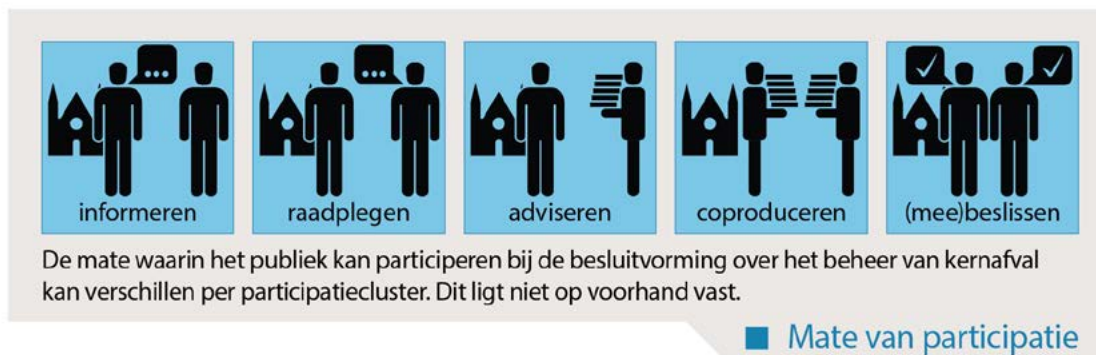 informeren raadplegen adviseren coproduceren (mee)beslissen
De mate waarin het publiek kan participeren bij de besluitvorming over het beheer van kernafval
kan verschillen per participatiecluster. Dit ligt niet op voorhand vast.
Mate van participatie